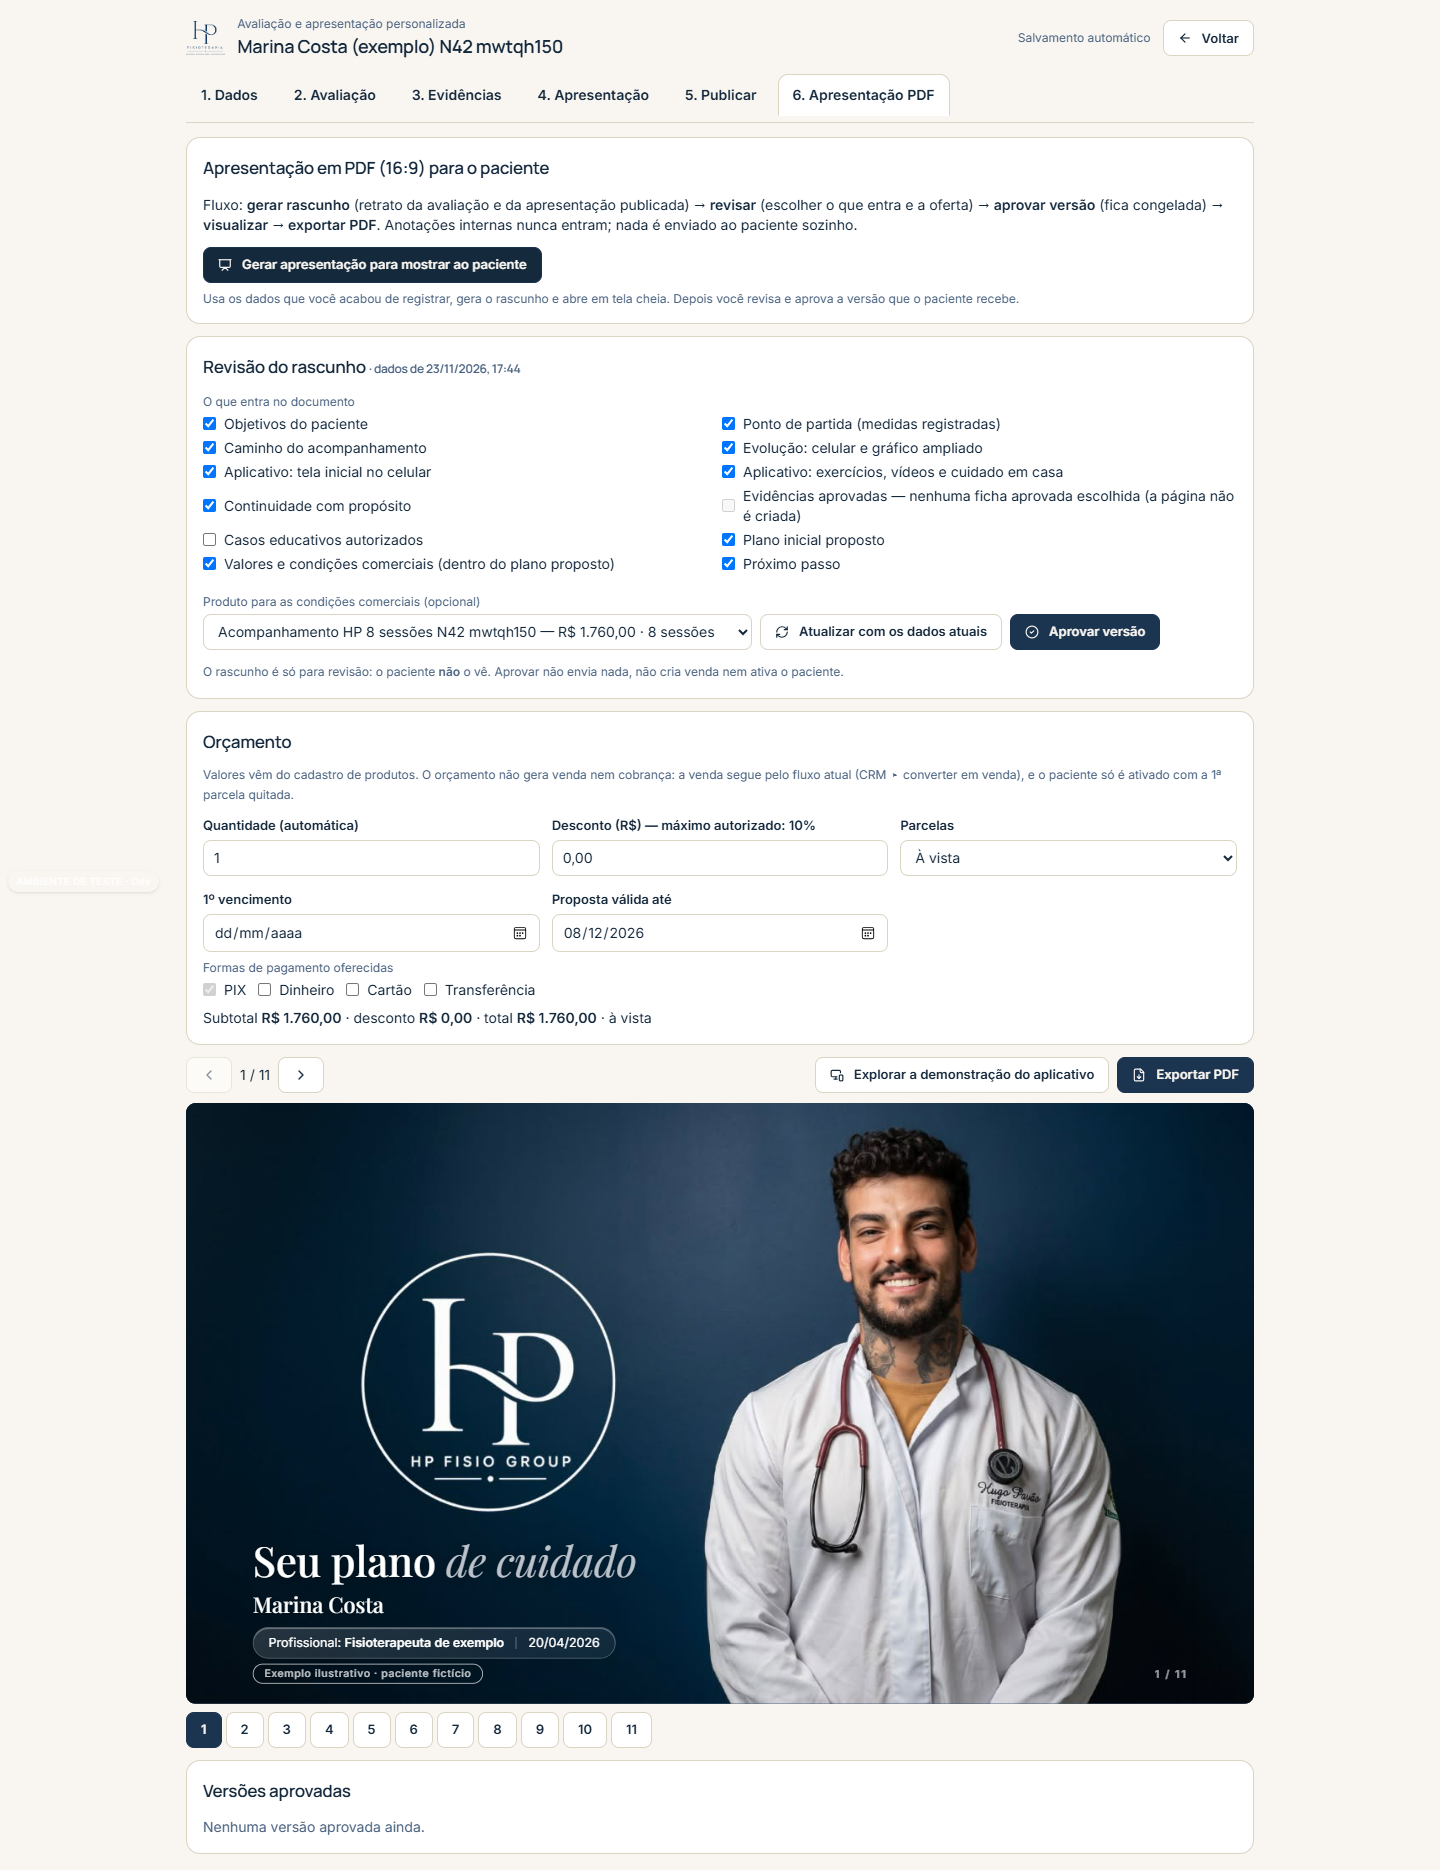 HP
FISIOTERAPIA
Avaliação e apresentação personalizada
Marina Costa (exemplo) N42 mwtqh150
Salvamento automático
Voltar
1. Dados
2. Avaliação
3. Evidências
4. Apresentação
5. Publicar
6. Apresentação PDF
Apresentação em PDF (16:9) para o paciente
Fluxo: gerar rascunho (retrato da avaliação e da apresentação publicada) → revisar (escolher o que entra e a oferta) → aprovar versão (fica congelada) →
visualizar → exportar PDF. Anotações internas nunca entram; nada é enviado ao paciente sozinho.
Gerar apresentação para mostrar ao paciente
Usa os dados que você acabou de registrar, gera o rascunho e abre em tela cheia. Depois você revisa e aprova a versão que o paciente recebe.
Revisão do rascunho · dados de 23/11/2026, 17:44
O que entra no documento
Objetivos do paciente
Ponto de partida (medidas registradas)
Caminho do acompanhamento
Evolução: celular e gráfico ampliado
Aplicativo: tela inicial no celular
Aplicativo: exercícios, vídeos e cuidado em casa
Continuidade com propósito
Evidências aprovadas — nenhuma ficha aprovada escolhida (a página não
é criada)
Casos educativos autorizados
Plano inicial proposto
Valores e condições comerciais (dentro do plano proposto)
Próximo passo
Produto para as condições comerciais (opcional)
Acompanhamento HP 8 sessões N42 mwtqh150 — R$ 1.760,00 · 8 sessões
Atualizar com os dados atuais
Aprovar versão
O rascunho é só para revisão: o paciente não o vê. Aprovar não envia nada, não cria venda nem ativa o paciente.
Orçamento
Valores vêm do cadastro de produtos. O orçamento não gera venda nem cobrança: a venda segue pelo fluxo atual (CRM ‣ converter em venda), e o paciente só é ativado com a 1ª
parcela quitada.
Quantidade (automática)
Desconto (R$) — máximo autorizado: 10%
Parcelas
1
0,00
À vista
AMBIENTE DE TESTE · DEV
1º vencimento
Proposta válida até
dd/mm/aaaa
08/12/2026
Formas de pagamento oferecidas
PIX
Dinheiro
Cartão
Transferência
Subtotal R$ 1.760,00 · desconto R$ 0,00 · total R$ 1.760,00 · à vista
1 / 11
Explorar a demonstração do aplicativo
Exportar PDF
HP
HP FISIO GROUP
Hugo Pavão
FISIOTERAPIA
Seu plano de cuidado
Marina Costa
Profissional: Fisioterapeuta de exemplo | 20/04/2026
Exemplo ilustrativo · paciente fictício
1 / 11
1
2
3
4
5
6
7
8
9
10
11
Versões aprovadas
Nenhuma versão aprovada ainda.